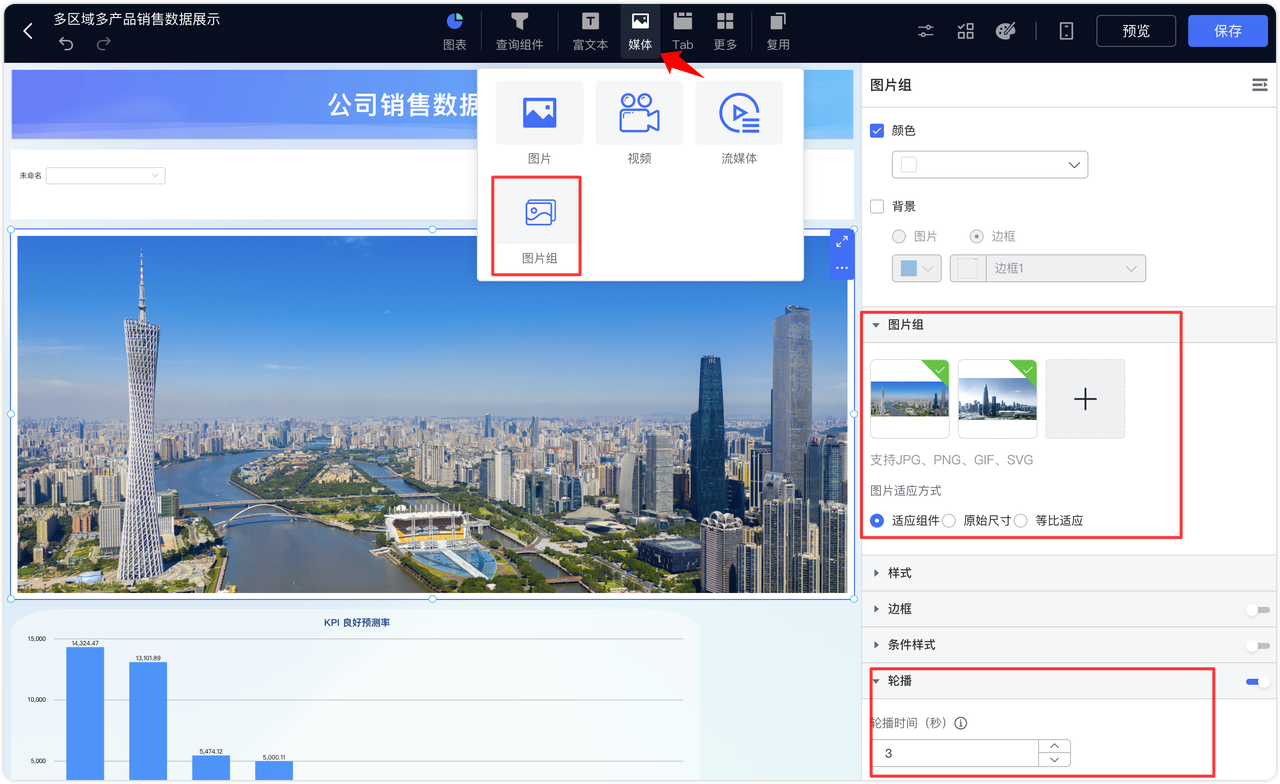 多区域多产品销售数据展示
图表
查询组件
富文本
媒体
Tab
更多
复用
预览
保存
公司销售数据
图片
视频
流媒体
图片组
未命名
KPI 良好预测率
15,000
14,324.47
13,101.89
10,000
5,474.12
5,000.11
5,000
图片组
颜色
背景
图片
边框
边框1
图片组
支持JPG、PNG、GIF、SVG
图片适应方式
适应组件
原始尺寸
等比适应
样式
边框
条件样式
轮播
轮播时间（秒）
3